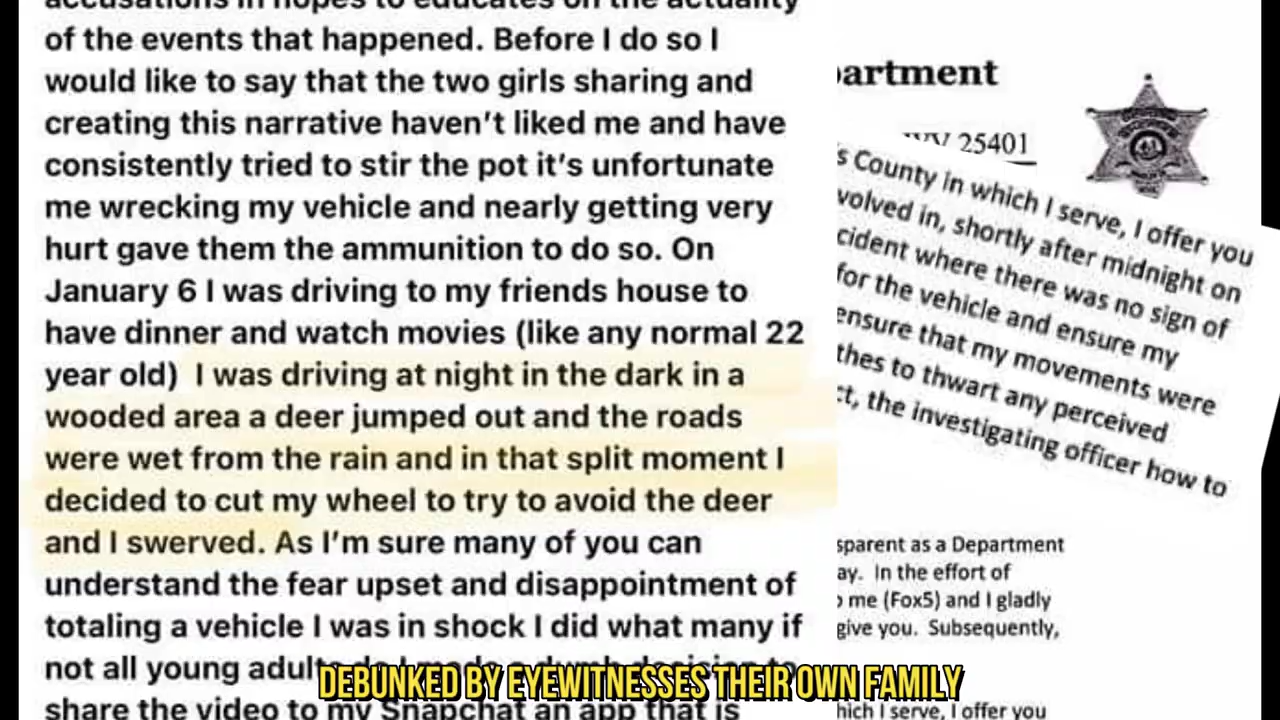 of the events that happened. Before I do so I
would like to say that the two girls sharing and
creating this narrative haven't liked me and have
consistently tried to stir the pot it's unfortunate
me wrecking my vehicle and nearly getting very
hurt gave them the ammunition to do so. On
January 6 I was driving to my friends house to
have dinner and watch movies (like any normal 22
year old) I was driving at night in the dark in a
wooded area a deer jumped out and the roads
were wet from the rain and in that split moment I
decided to cut my wheel to try to avoid the deer
and I swerved. As I'm sure many of you can
understand the fear upset and disappointment of
totaling a vehicle I was in shock I did what many if
not all young
share the video to my Snapchat an app that is
artment
25401
s County in which I serve, I offer you
volved in, shortly after midnight on
cident where there was no sign of
for the vehicle and ensure my
ensure that my movements were
thes to thwart any perceived
ct, the investigating officer how to
sparent as a Department
ay. In the effort of
o me (Fox5) and I gladly
give you. Subsequently,
hich I serve, I offer you
DEBUNKED BY EYEWITNESSES THEIR OWN FAMILY